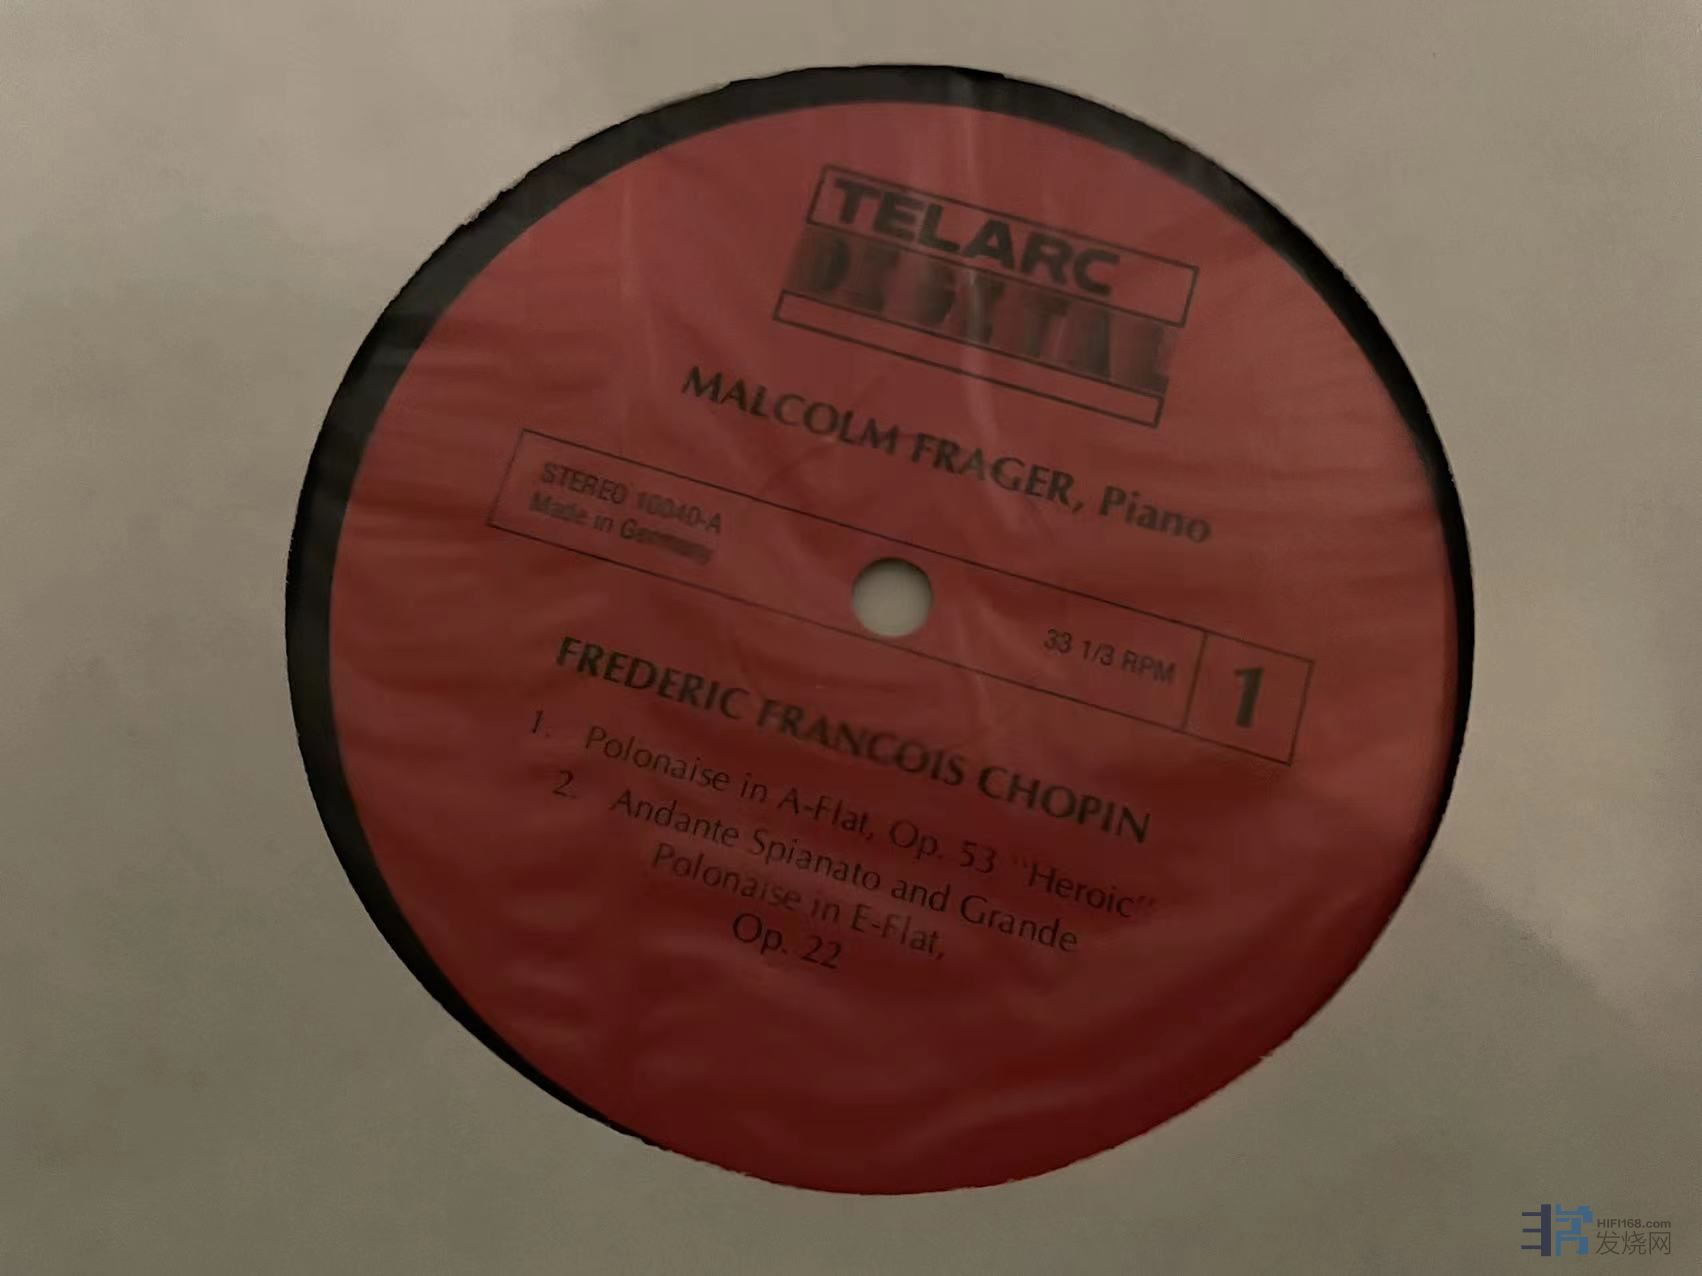 TELARC
DIGITAL
MALCOLM FRAGER, Piano
STEREO 10040-A
Made in Germany
33 1/3 RPM
1
FREDERIC FRANCOIS CHOPIN
1. Polonaise in A-Flat, Op. 53 "Heroic"
2. Andante Spianato and Grande
Polonaise in E-Flat,
Op. 22
HIFI168.com
发烧网